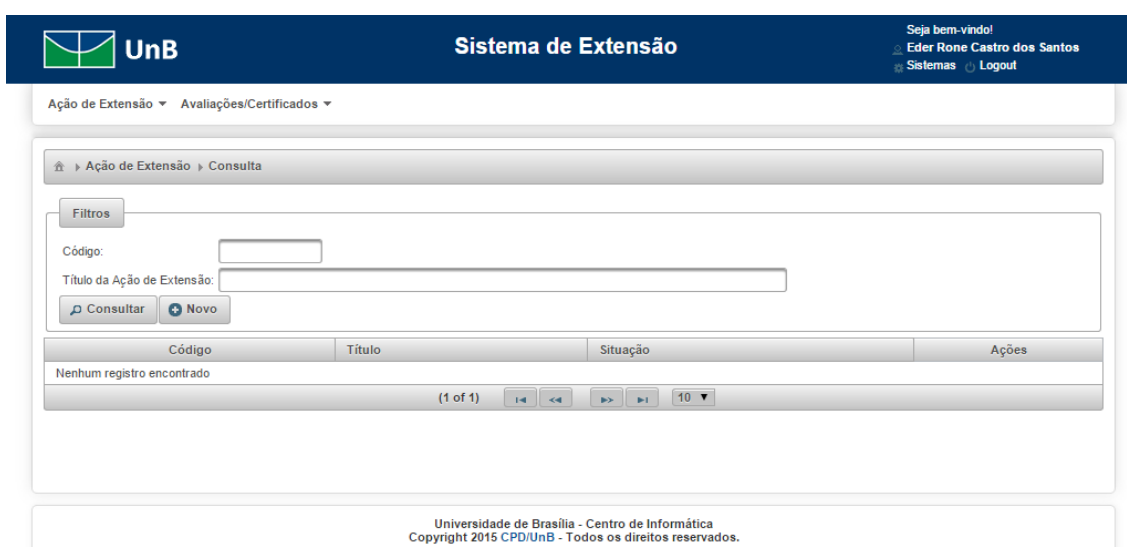 UnB
Sistema de Extensão
Seja bem-vindo!
Eder Rone Castro dos Santos
Sistemas Logout
Ação de Extensão Avaliações/Certificados
Ação de Extensão Consulta
Filtros
Código:
Título da Ação de Extensão:
Consultar Novo
Código Título Situação Ações
Nenhum registro encontrado
(1 of 1) 10
Universidade de Brasília - Centro de Informática
Copyright 2015 CPD/UnB - Todos os direitos reservados.